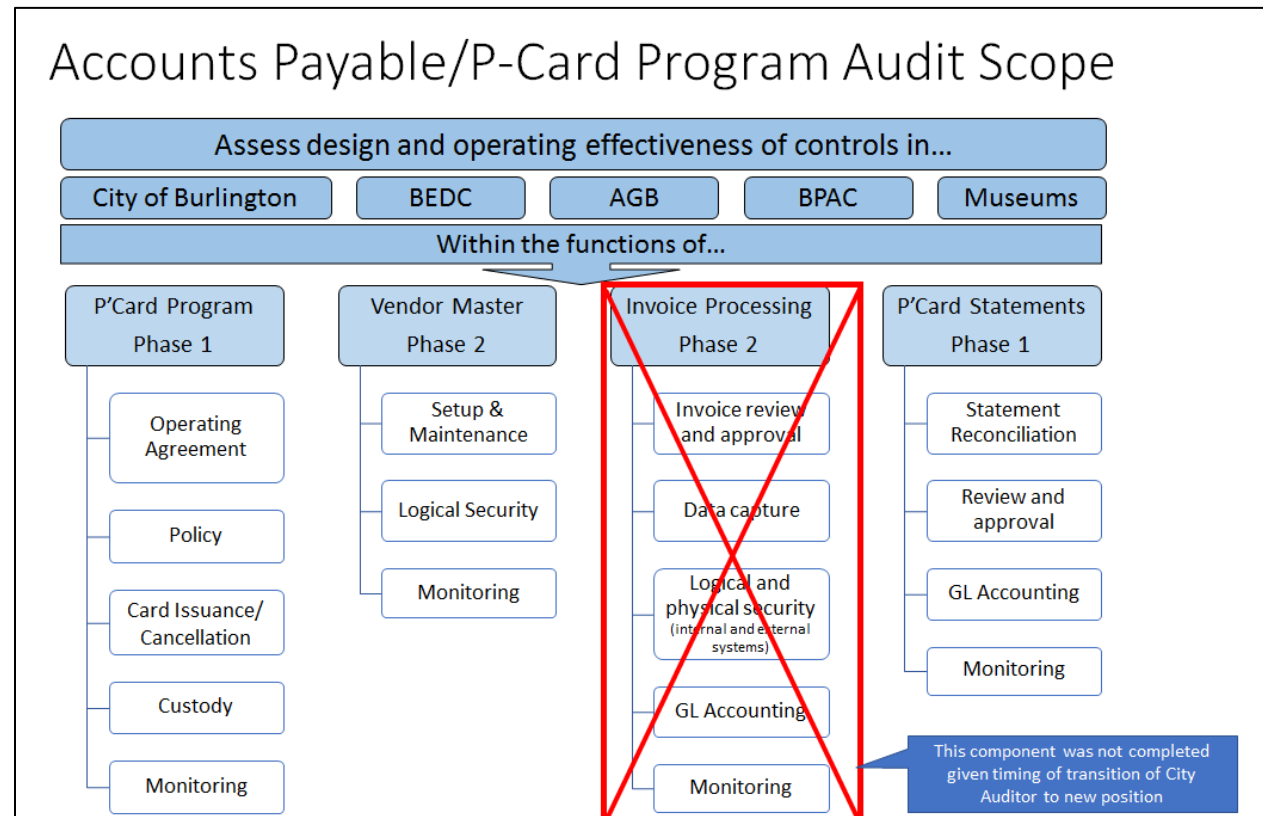 Accounts Payable/P-Card Program Audit Scope
Assess design and operating effectiveness of controls in...
City of Burlington
BEDC
AGB
BPAC
Museums
Within the functions of...
P'Card Program
Phase 1
Operating
Agreement
Policy
Card Issuance/
Cancellation
Custody
Monitoring
Vendor Master
Phase 2
Setup &
Maintenance
Logical Security
Monitoring
Invoice Processing
Phase 2
Invoice review
and approval
Data capture
Logical and
physical security
(internal and external
systems)
GL Accounting
Monitoring
P'Card Statements
Phase 1
Statement
Reconciliation
Review and
approval
GL Accounting
Monitoring
This component was not completed
given timing of transition of City
Auditor to new position